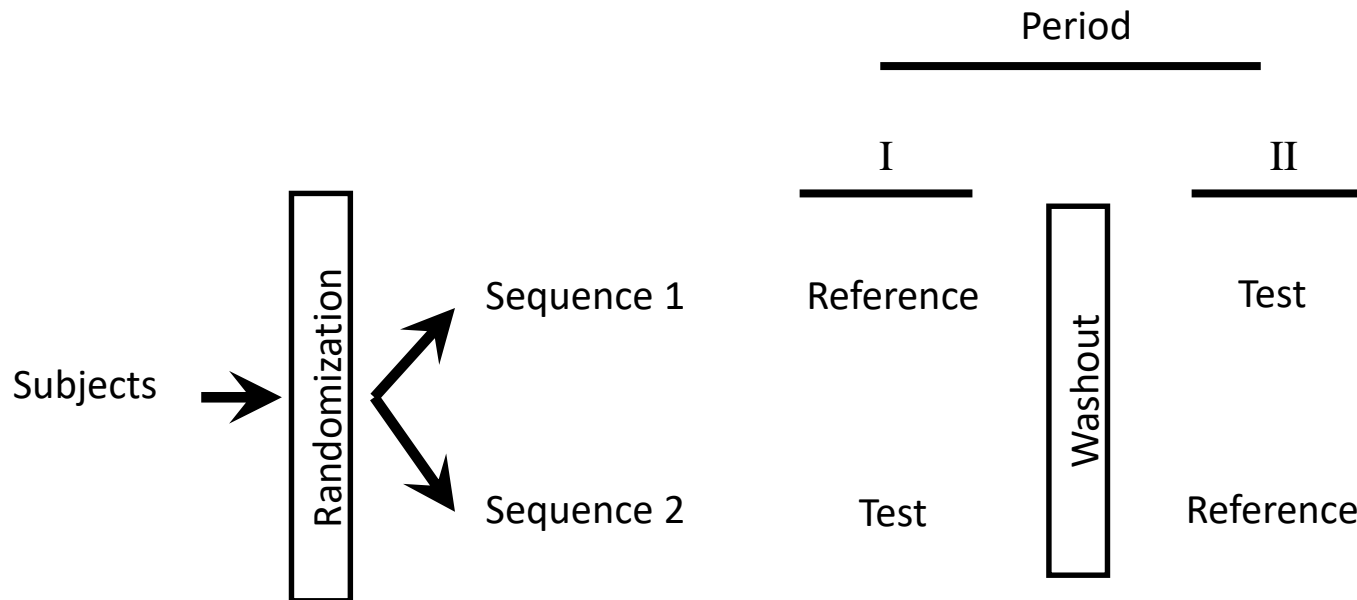 Period
I
II
Randomization
Sequence 1
Reference
Washout
Test
Subjects
Sequence 2
Test
Reference